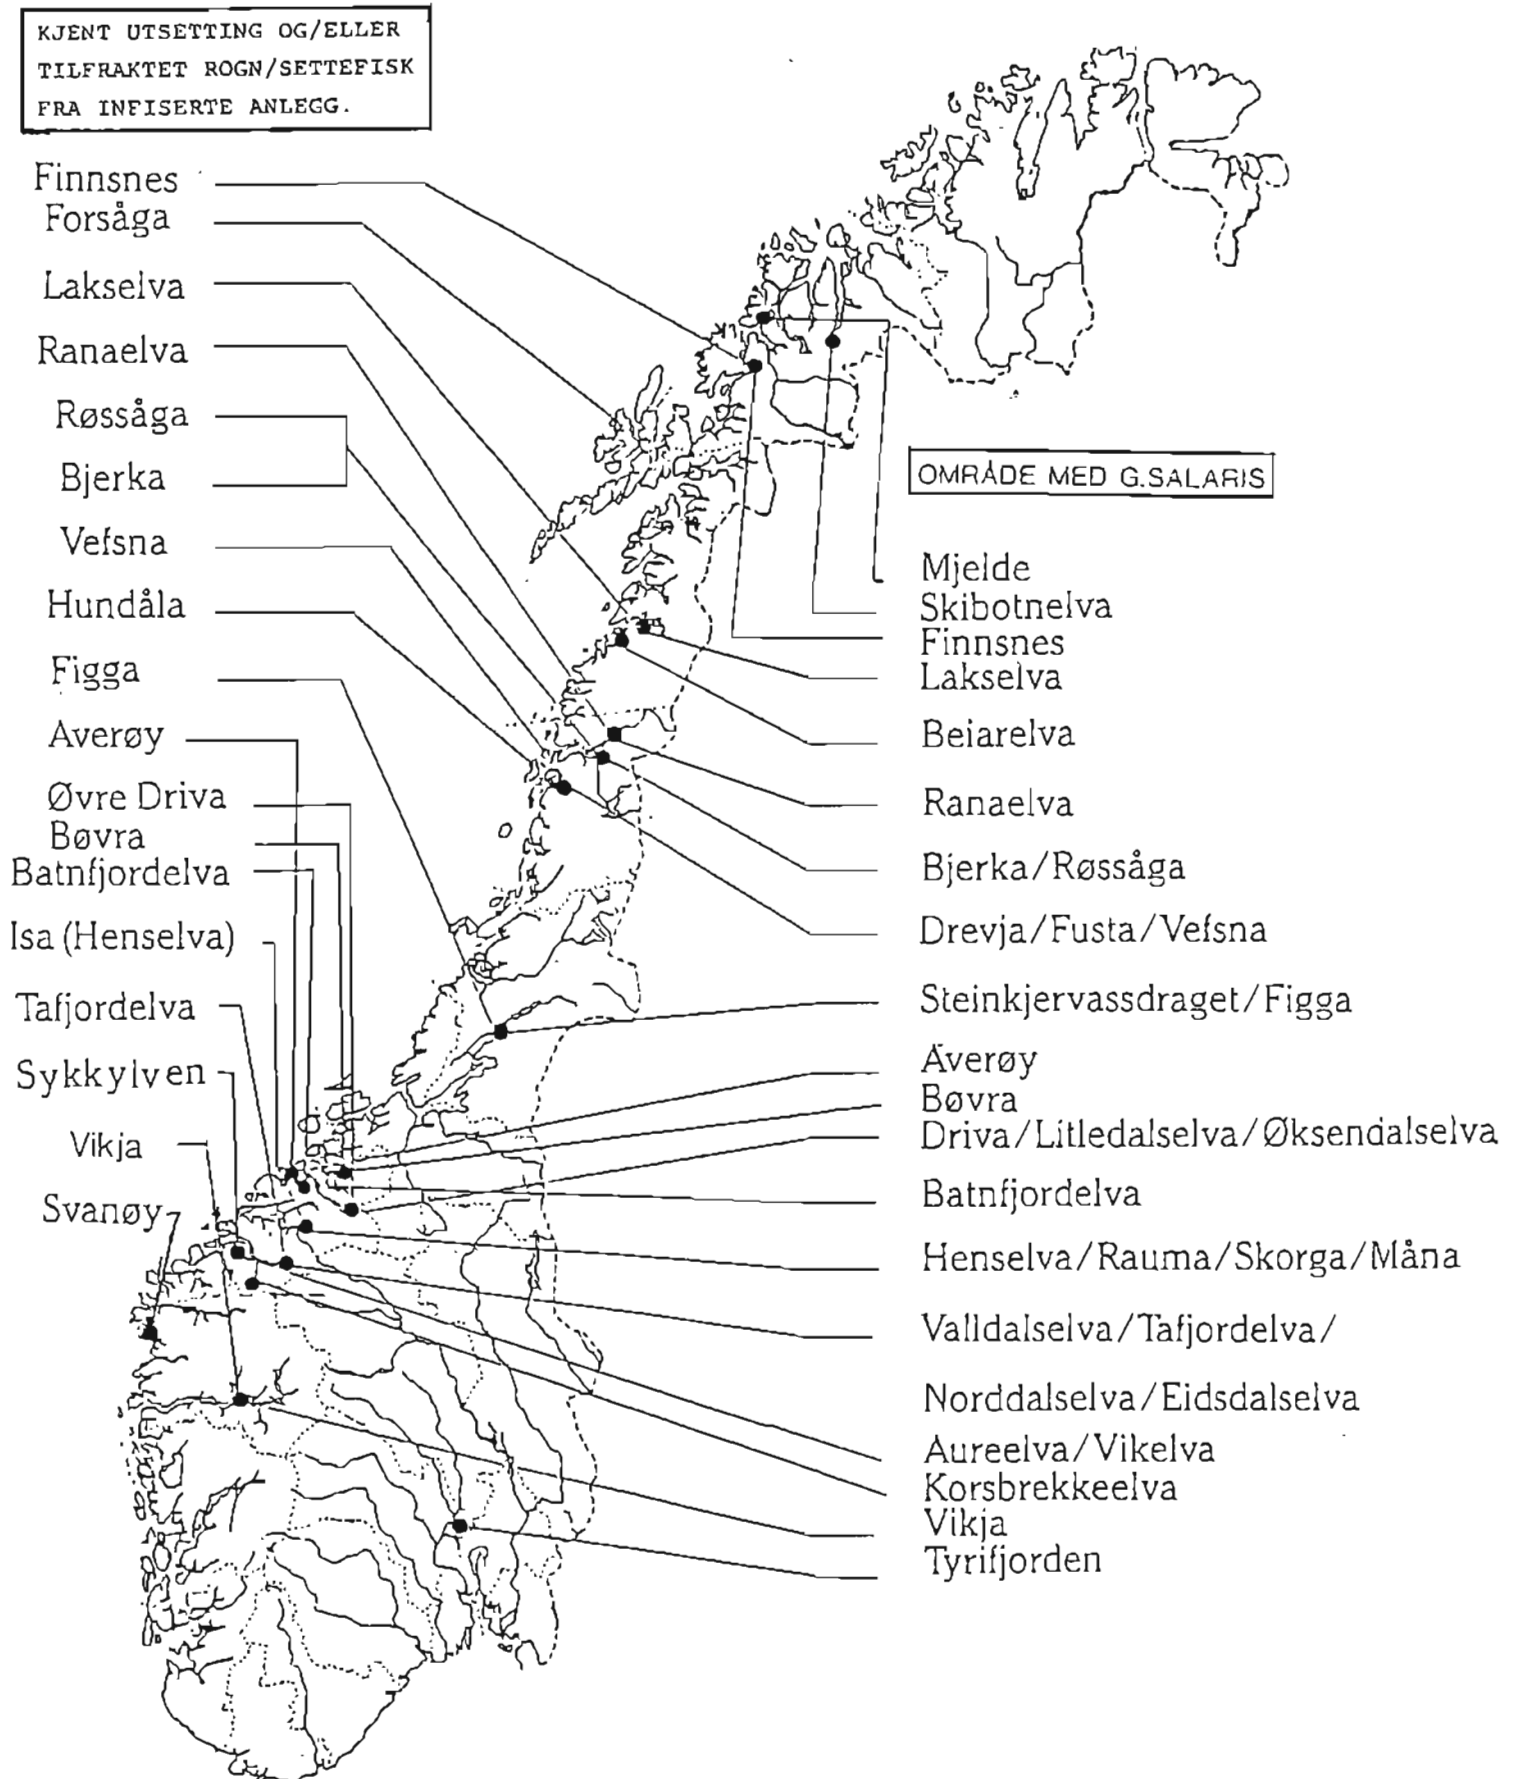 KJENT UTSETTING OG/ELLER
TILFRAKTET ROGN/SETTEFISK
FRA INFISERTE ANLEGG.
Finnsnes
Forsåga
Lakselva
Ranaelva
Røssåga
Bjerka
Vefsna
Hundåla
Figga
Averøy
Øvre Driva
Bøvra
Batnfjordelva
Isa (Henselva)
Tafjordelva
Sykkylven
Vikja
Svanøy
OMRÅDE MED G.SALARIS
Mjelde
Skibotnelva
Finnsnes
Lakselva
Beiarelva
Ranaelva
Bjerka/Røssåga
Drevja/Fusta/Vefsna
Steinkjervassdraget/Figga
Averøy
Bøvra
Driva/Litledalselva/Øksendalselva
Batnfjordelva
Henselva/Rauma/Skorga/Måna
Valldalselva/Tafjordelva/
Norddalselva/Eidsdalselva
Aureelva/Vikelva
Korsbrekkeelva
Vikja
Tyrifjorden